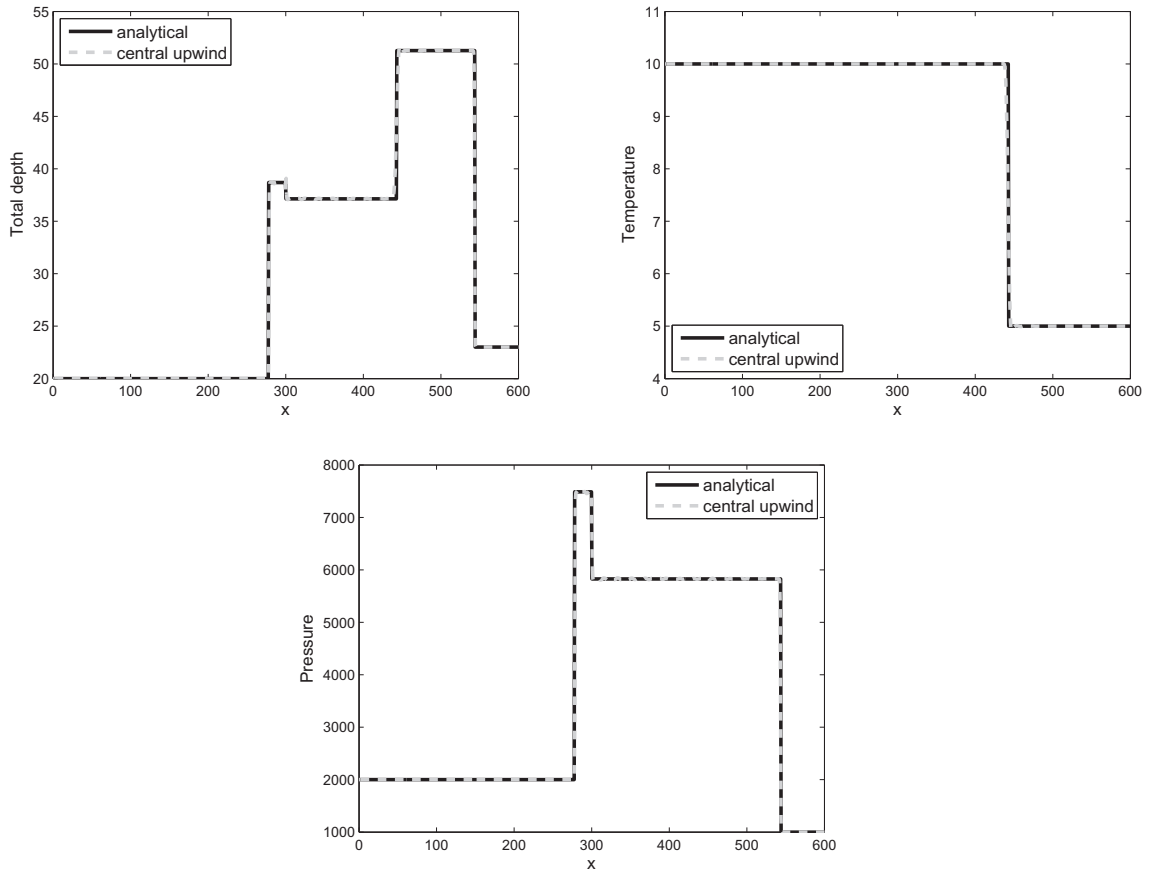 55
50
45
40
35
30
25
20
Total depth
analytical
central upwind
0 100 200 300 400 500 600
x
11
10
9
8
7
6
5
4
Temperature
analytical
central upwind
0 100 200 300 400 500 600
x
8000
7000
6000
5000
4000
3000
2000
1000
Pressure
analytical
central upwind
0 100 200 300 400 500 600
x